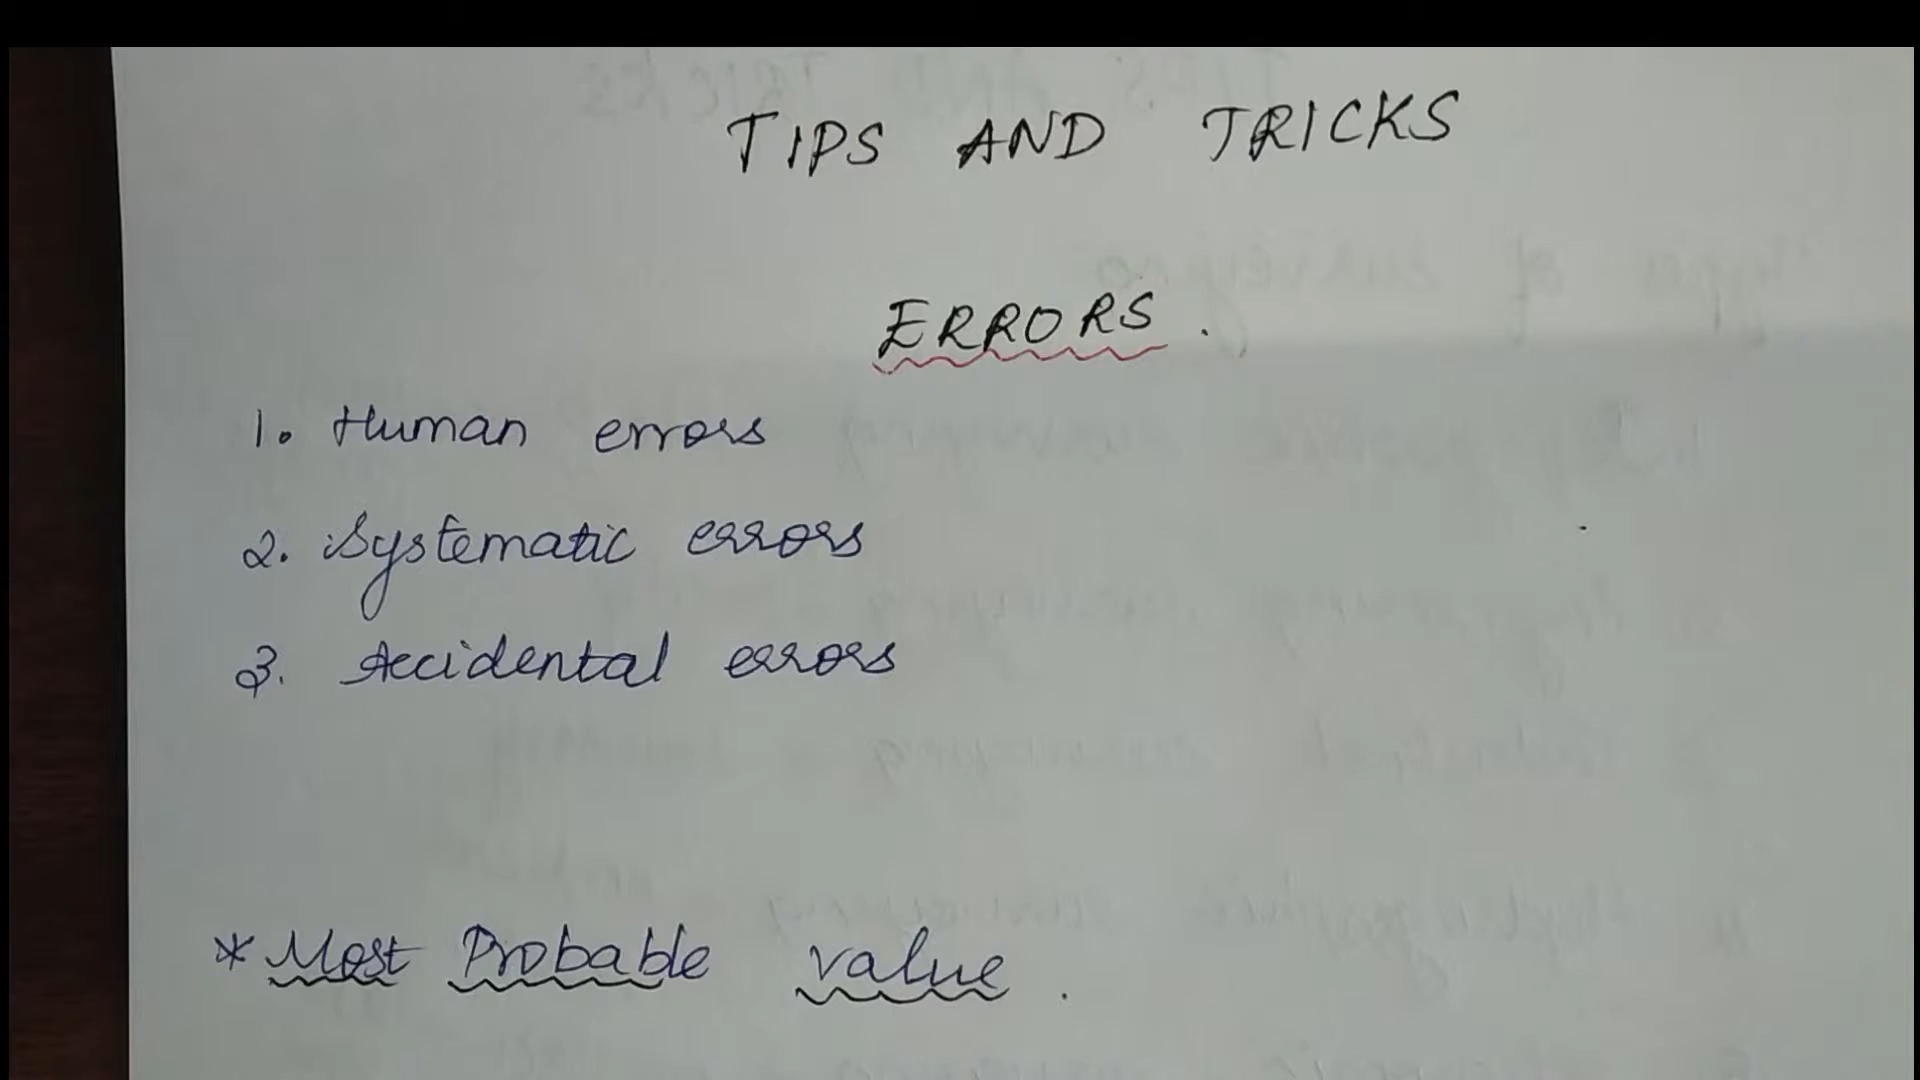 TIPS AND TRICKS
ERRORS.
1. Human errors
2. Systematic errors
3. Accidental errors
* Most Probable value.